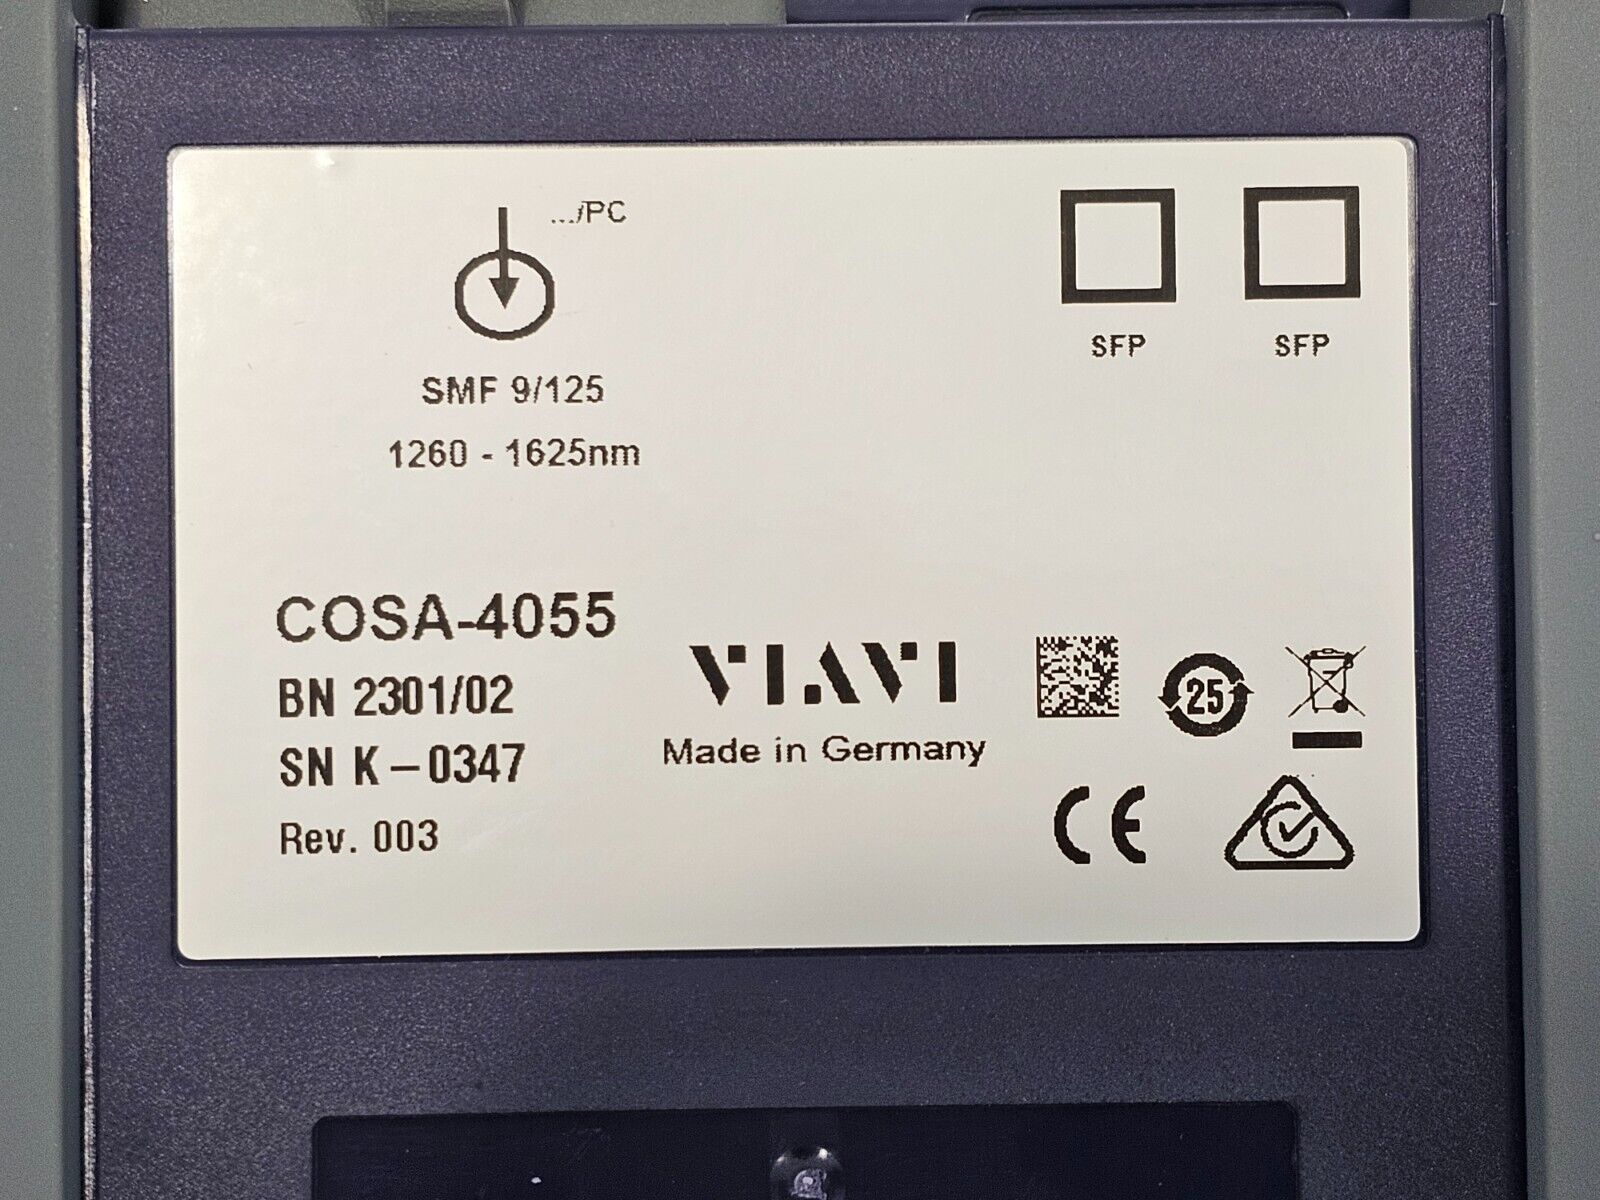 .../PC
SFP
SFP
SMF 9/125
1260 - 1625nm
COSA-4055
BN 2301/02
SN K – 0347
Rev. 003
VIAVI
Made in Germany
25
CE